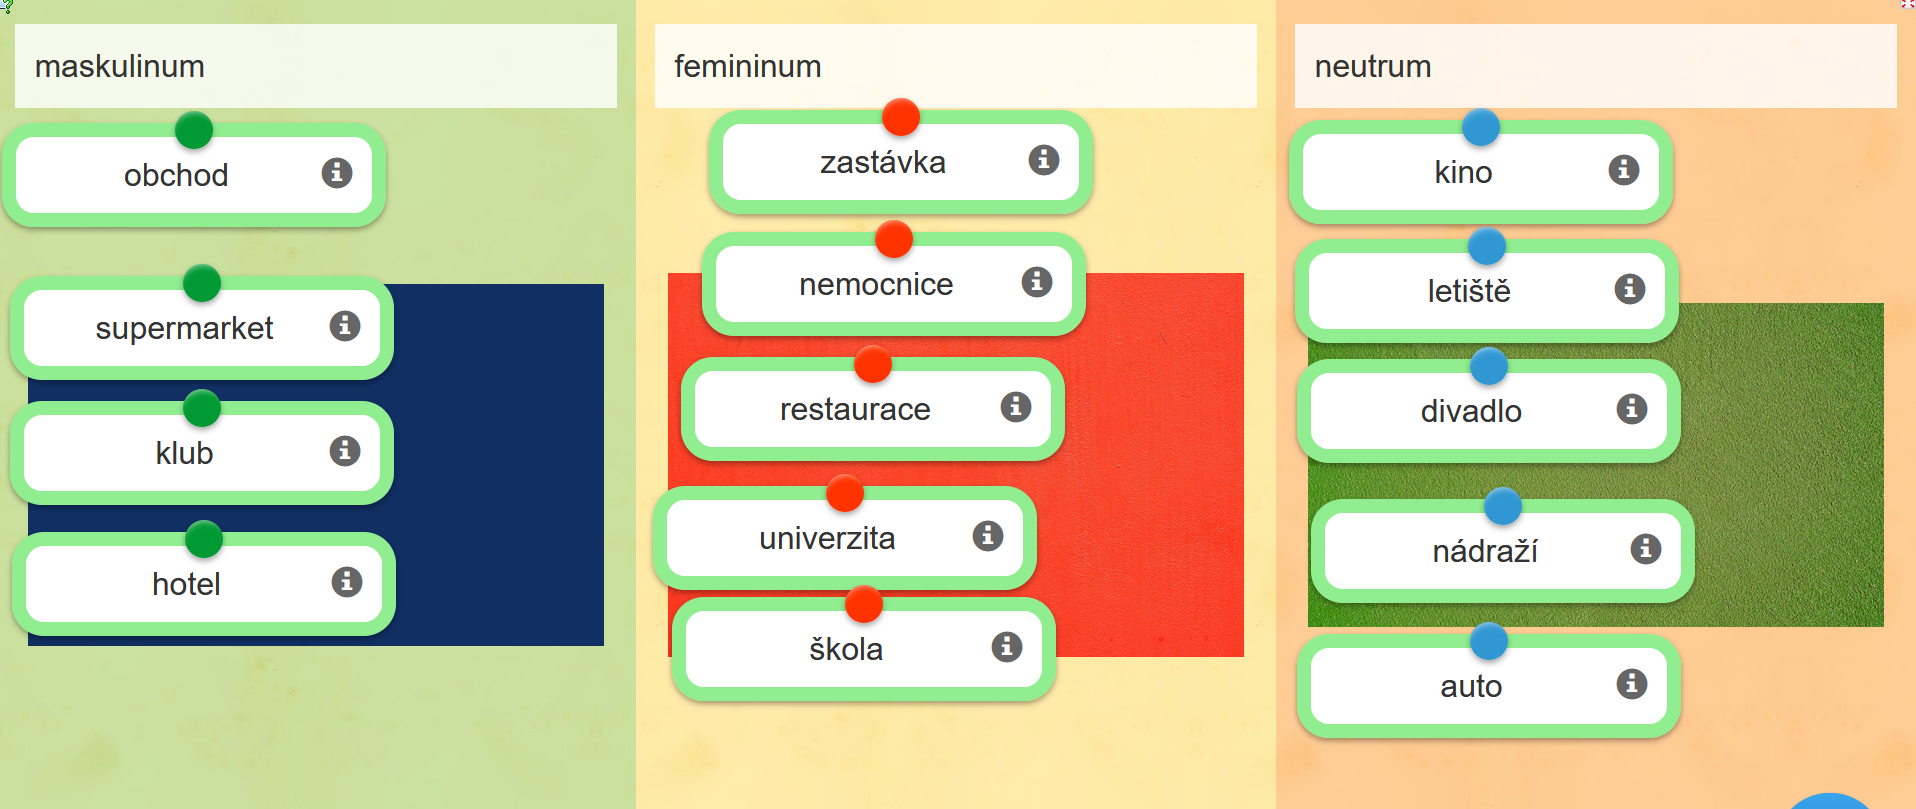 maskulinum
obchod
supermarket
klub
hotel
femininum
zastávka
nemocnice
restaurace
univerzita
škola
neutrum
kino
letiště
divadlo
nádraží
auto